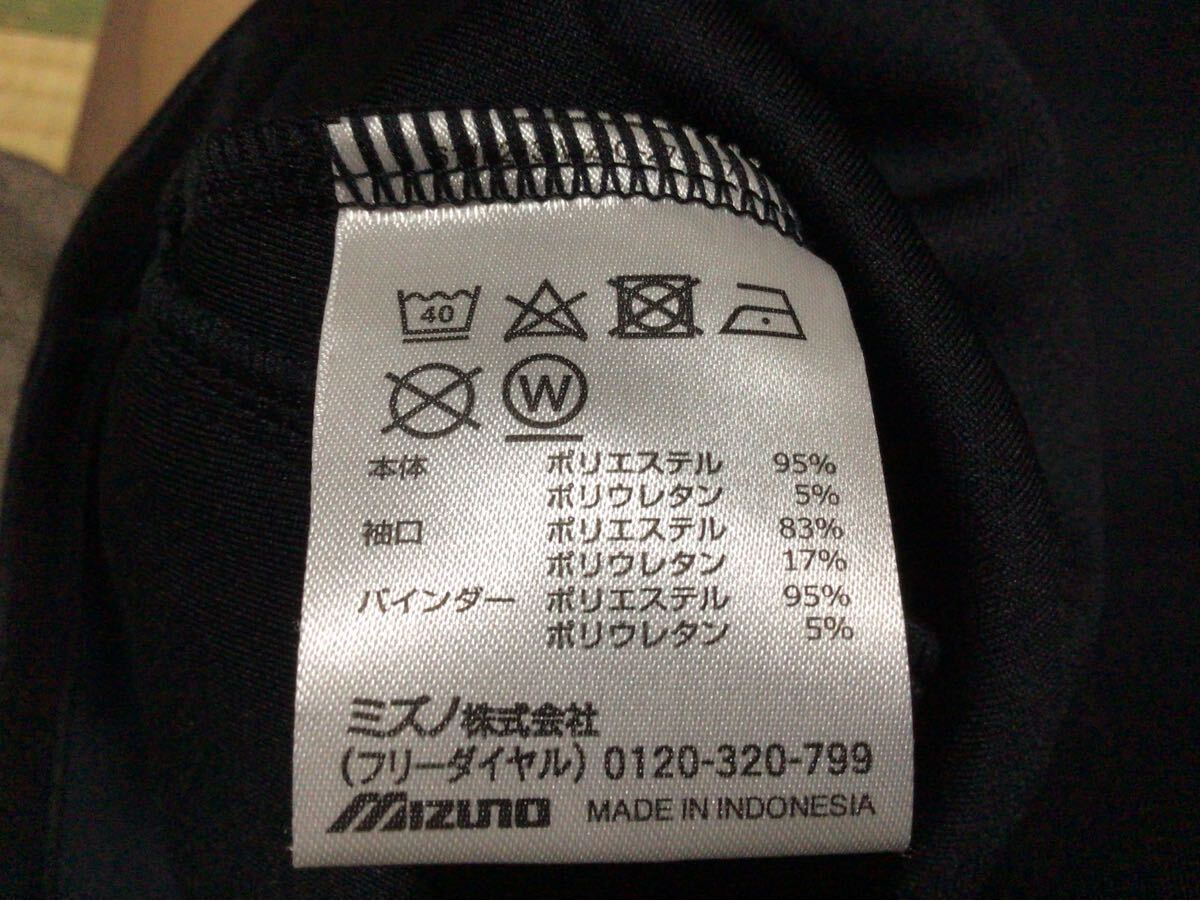 40
W
本体 ポリエステル 95%
ポリウレタン 5%
袖口 ポリエステル 83%
ポリウレタン 17%
バインダー ポリエステル 95%
ポリウレタン 5%
ミズノ株式会社
(フリーダイヤル) 0120-320-799
MIZUNO MADE IN INDONESIA